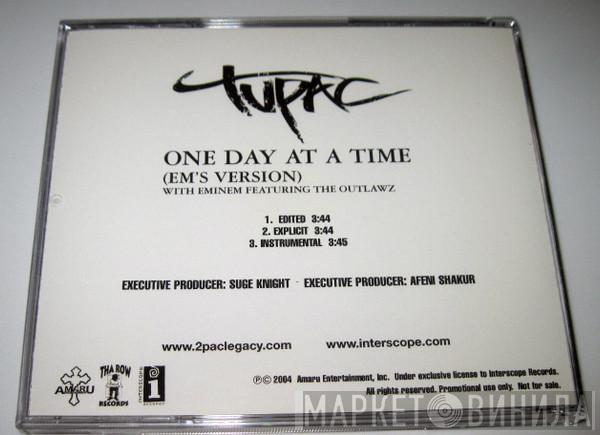 TUPAC
ONE DAY AT A TIME
(EM'S VERSION)
WITH EMINEM FEATURING THE OUTLAWZ
1. EDITED 3:44
2. EXPLICIT 3:44
3. INSTRUMENTAL 3:45
EXECUTIVE PRODUCER: SUGE KNIGHT · EXECUTIVE PRODUCER: AFENI SHAKUR
www.2paclegacy.com www.interscope.com
AMARU
THA ROW
RECORDS
INTERSCOPE
RECORDS
i
℗© 2004 Amaru Entertainment, Inc. Under exclusive license to Interscope Records.
All rights reserved. Promotional use only. Not for sale.
МАРКЕТ ВИНИЛА